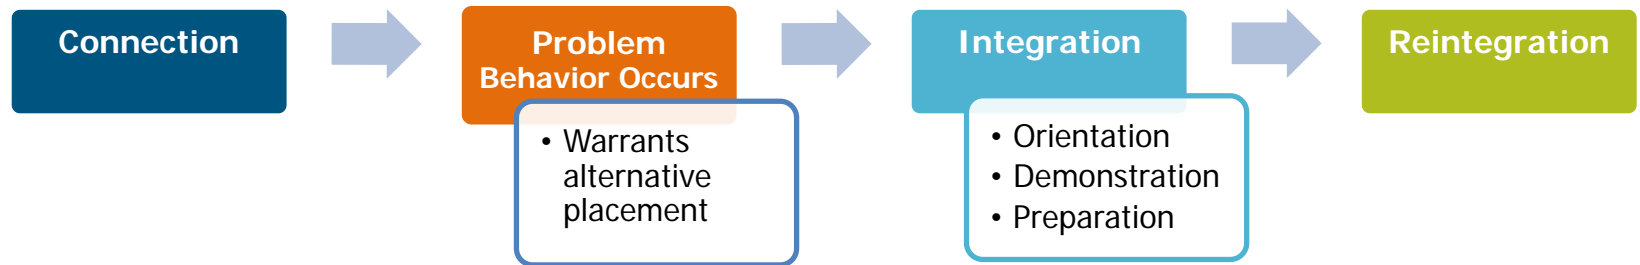 Connection
Problem
Behavior Occurs
• Warrants
alternative
placement
Integration
• Orientation
• Demonstration
• Preparation
Reintegration